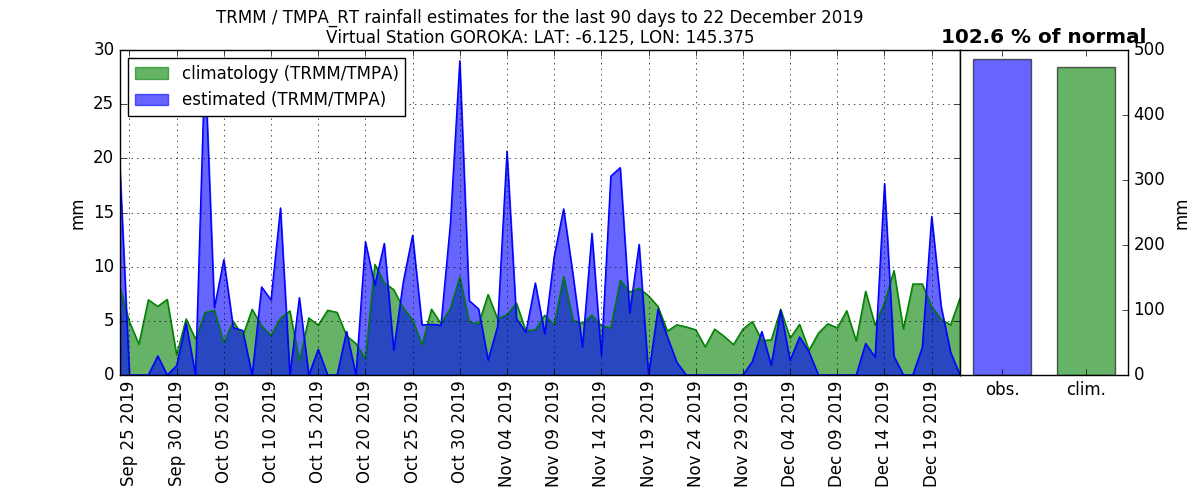 TRMM / TMPA_RT rainfall estimates for the last 90 days to 22 December 2019
Virtual Station GOROKA: LAT: -6.125, LON: 145.375
102.6 % of normal
climatology (TRMM/TMPA)
estimated (TRMM/TMPA)
30
25
20
15
10
5
0
mm
500
400
300
200
100
0
mm
Sep 25 2019
Sep 30 2019
Oct 05 2019
Oct 10 2019
Oct 15 2019
Oct 20 2019
Oct 25 2019
Oct 30 2019
Nov 04 2019
Nov 09 2019
Nov 14 2019
Nov 19 2019
Nov 24 2019
Nov 29 2019
Dec 04 2019
Dec 09 2019
Dec 14 2019
Dec 19 2019
obs.
clim.